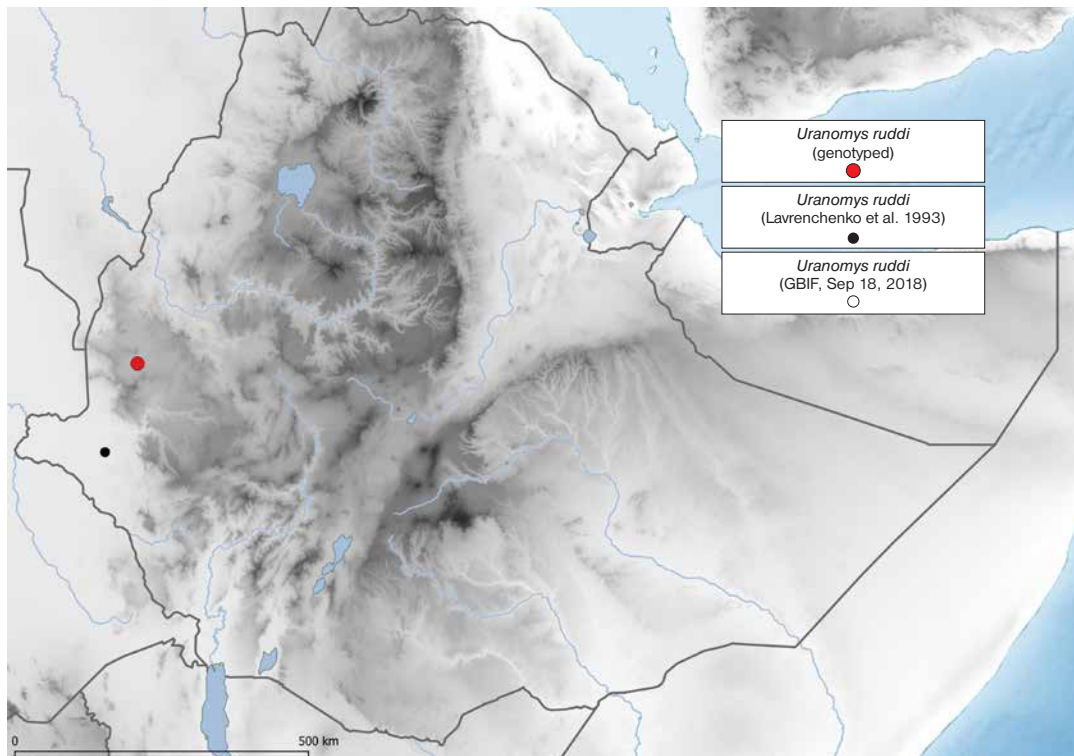 Uranomys ruddi
(genotyped)
Uranomys ruddi
(Lavrenchenko et al. 1993)
Uranomys ruddi
(GBIF, Sep 18, 2018)
0 500 km